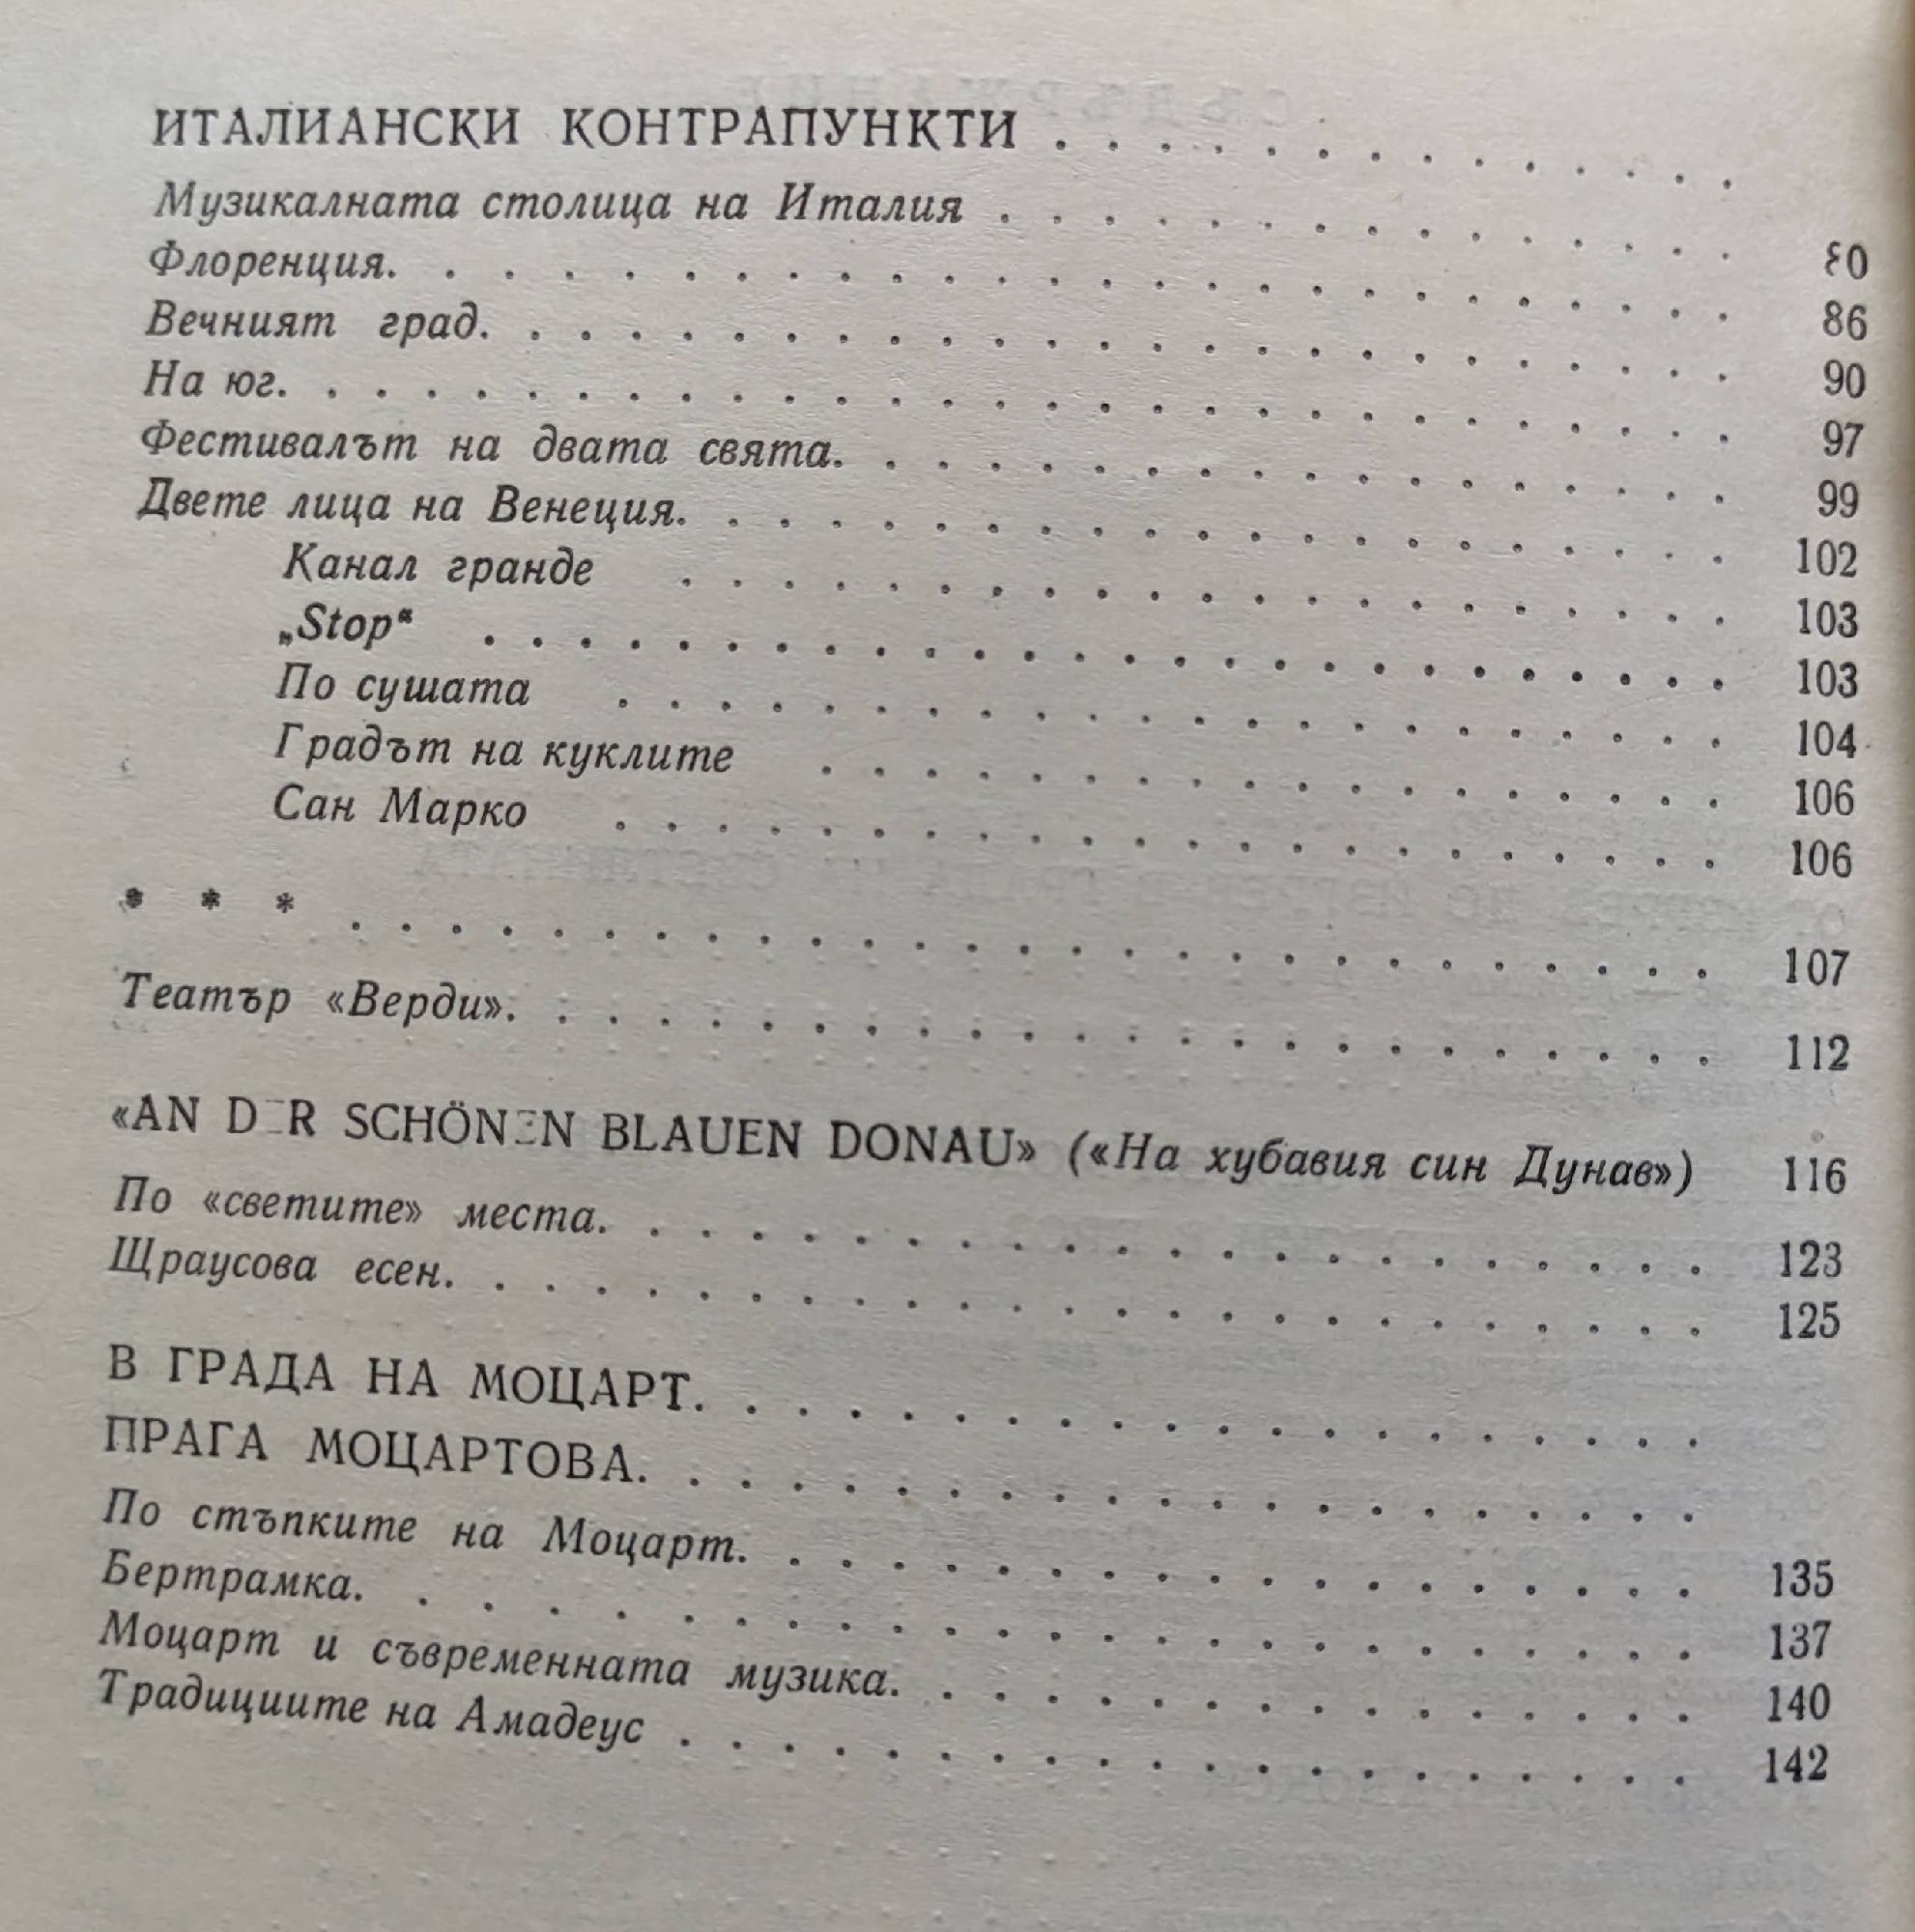 ИТАЛИАНСКИ КОНТРАПУНКТИ . . . . . . . . . . . . . .
Музикалната столица на Италия . . . . . . . . . . . . . . . 80
Флоренция. . . . . . . . . . . . . . . . . . . . . . . . 86
Вечният град. . . . . . . . . . . . . . . . . . . . . . . . 90
На юг. . . . . . . . . . . . . . . . . . . . . . . . . . . . 97
Фестивалът на двата свята. . . . . . . . . . . . . . . . . . 99
Двете лица на Венеция. . . . . . . . . . . . . . . . . . . . . 102
Канал гранде . . . . . . . . . . . . . . . . . . . . . 103
„Stop“ . . . . . . . . . . . . . . . . . . . . . . . . . 103
По сушата . . . . . . . . . . . . . . . . . . . . . . 104
Градът на куклите . . . . . . . . . . . . . . . . . . 106
Сан Марко . . . . . . . . . . . . . . . . . . . . . . 106
* * * . . . . . . . . . . . . . . . . . . . . . . . . . . . 107
Театър «Верди». . . . . . . . . . . . . . . . . . . . . . . . 112
«AN DER SCHÖNEN BLAUEN DONAU» («На хубавия син Дунав») 116
По «светите» места. . . . . . . . . . . . . . . . . . . . . . 123
Щраусова есен. . . . . . . . . . . . . . . . . . . . . . . . . 125
В ГРАДА НА МОЦАРТ. . . . . . . . . . . . . . . . . . . .
ПРАГА МОЦАРТОВА. . . . . . . . . . . . . . . . . . . . .
По стъпките на Моцарт. . . . . . . . . . . . . . . . . . . 135
Бертрамка. . . . . . . . . . . . . . . . . . . . . . . . 137
Моцарт и съвременната музика. . . . . . . . . . . . . . . . 140
Традициите на Амадеус . . . . . . . . . . . . . . . . . . . . 142